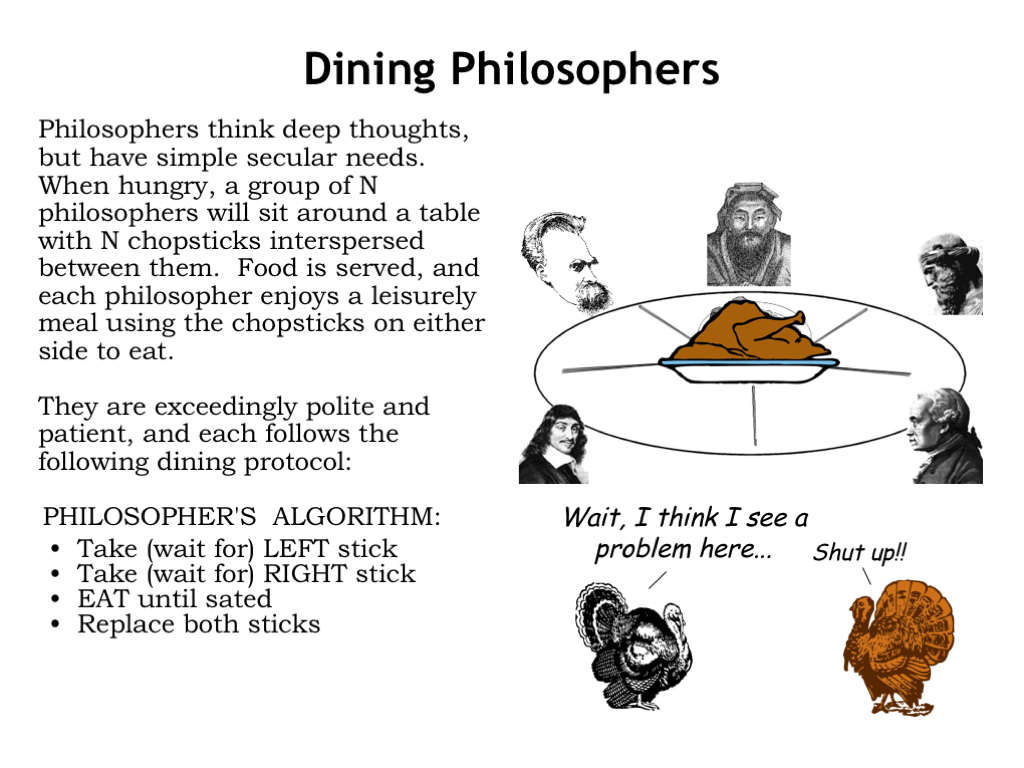 Dining Philosophers
Philosophers think deep thoughts,
but have simple secular needs.
When hungry, a group of N
philosophers will sit around a table
with N chopsticks interspersed
between them.  Food is served, and
each philosopher enjoys a leisurely
meal using the chopsticks on either
side to eat.
They are exceedingly polite and
patient, and each follows the
following dining protocol:
PHILOSOPHER'S  ALGORITHM:
• Take (wait for) LEFT stick
• Take (wait for) RIGHT stick
• EAT until sated
• Replace both sticks
Wait, I think I see a
problem here...
Shut up!!